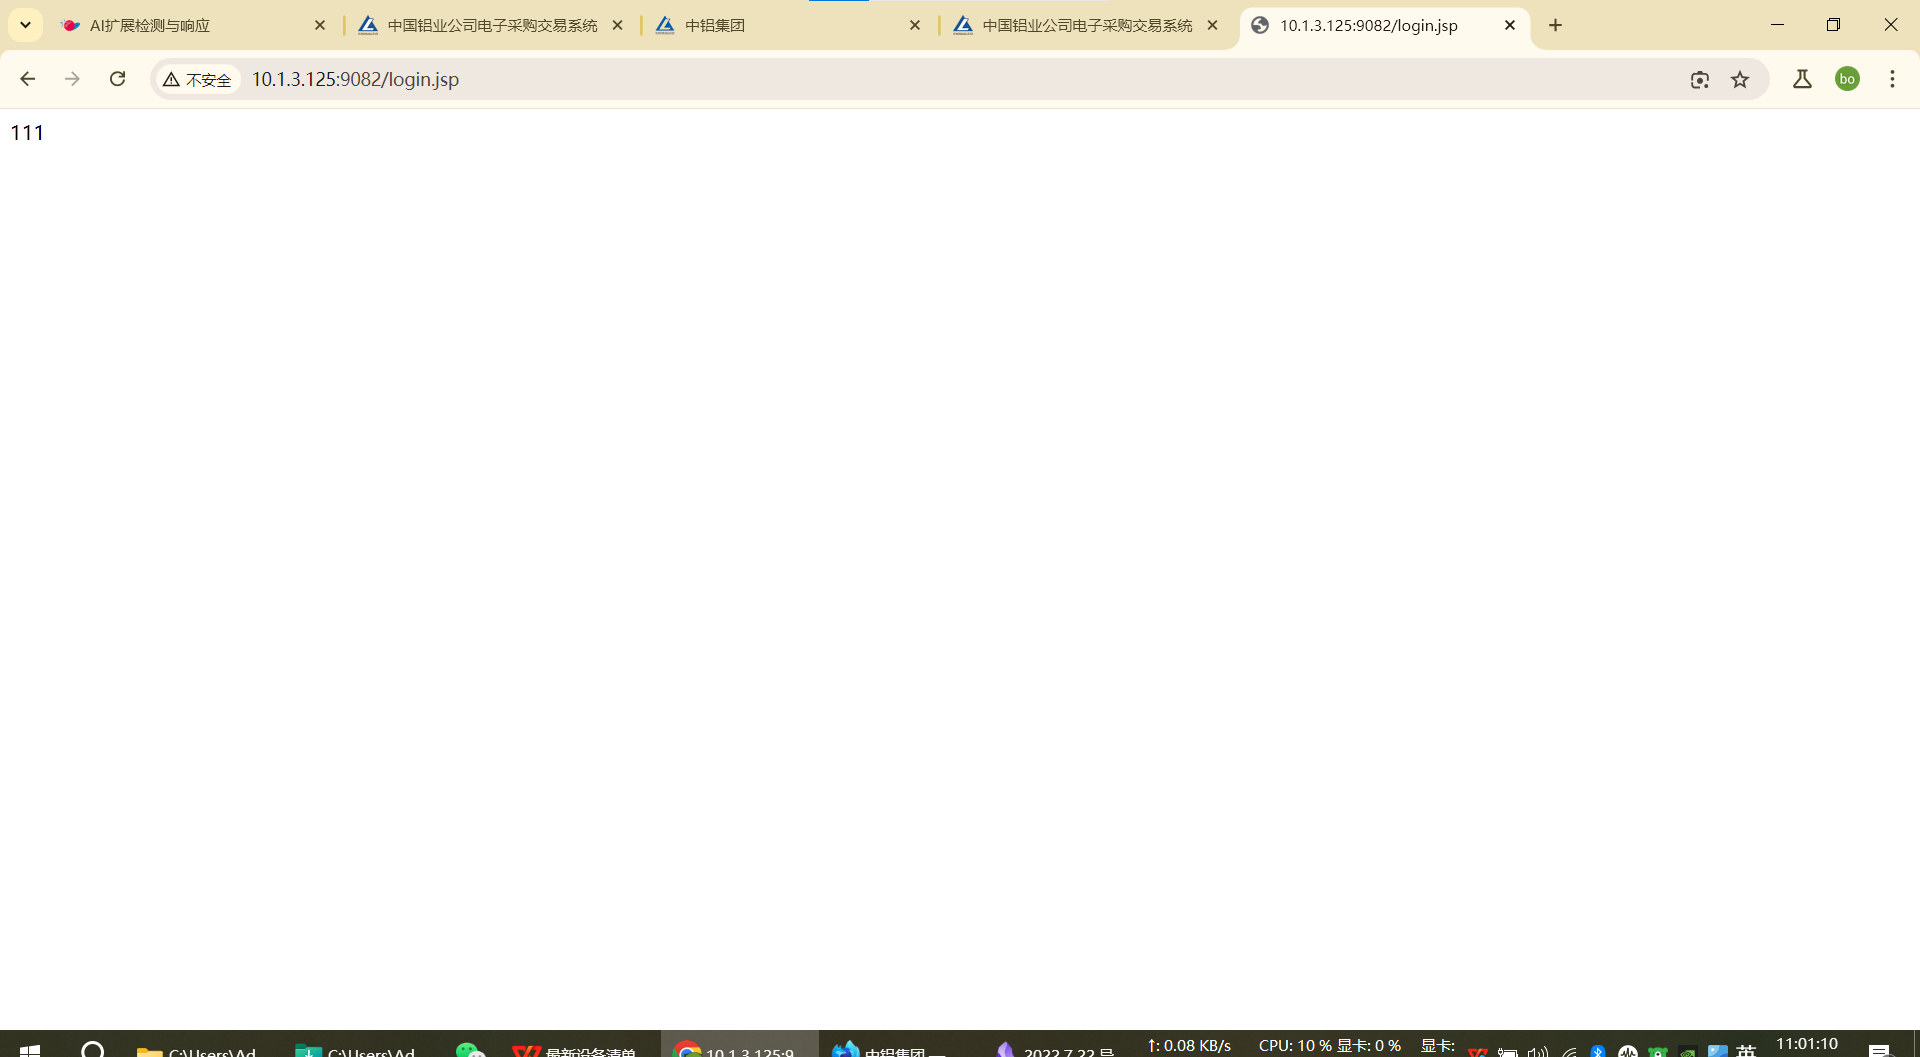 AI扩展检测与响应
中国铝业公司电子采购交易系统
中铝集团
中国铝业公司电子采购交易系统
10.1.3.125:9082/login.jsp
不安全
10.1.3.125:9082/login.jsp
bo
111
C:\Users\Ad
C:\Users\Ad
最新设备清单
10.1.3.125:9
中铝集团 —
2022.7.22 号
↑: 0.08 KB/s
CPU: 10 % 显卡: 0 %
显卡:
英
11:01:10